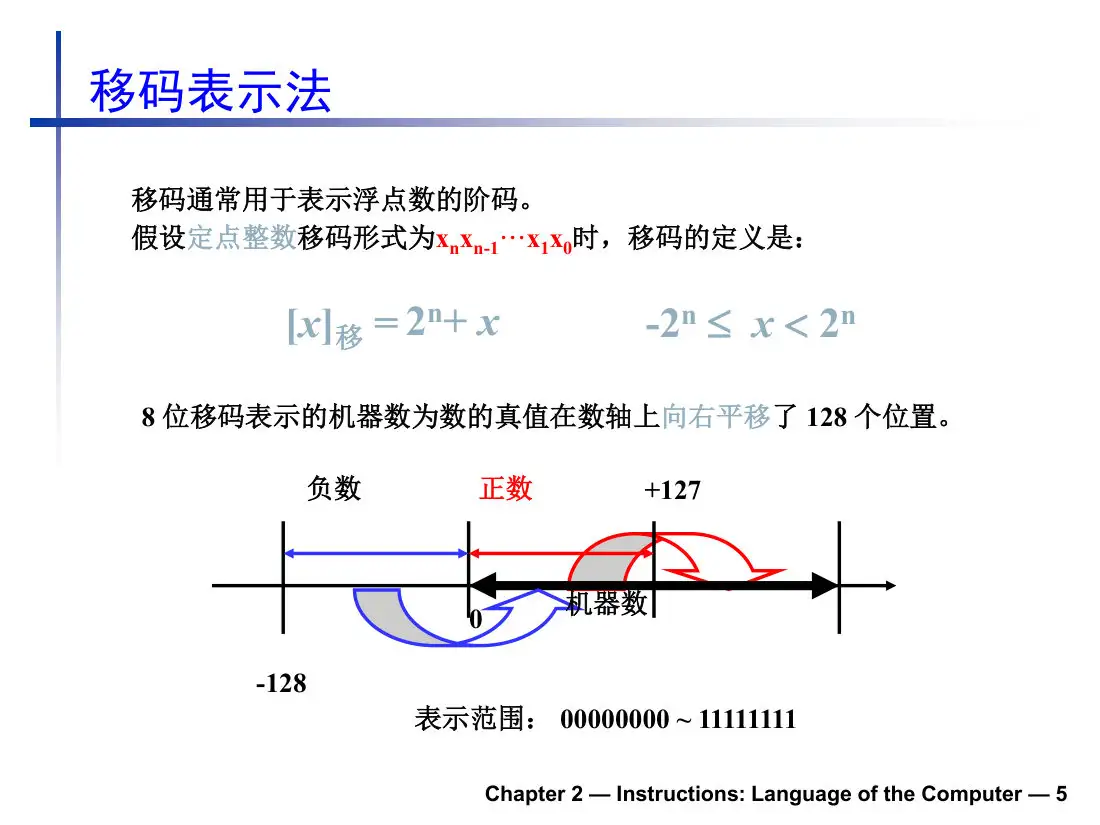 移码表示法
移码通常用于表示浮点数的阶码。
假设定点整数移码形式为xnxn-1…x1x0时，移码的定义是：
[x]移 = 2ⁿ+ x -2ⁿ ≤ x < 2ⁿ
8 位移码表示的机器数为数的真值在数轴上向右平移了 128 个位置。
负数 正数 +127
机器数
0
-128
表示范围： 00000000 ~ 11111111
Chapter 2 — Instructions: Language of the Computer — 5